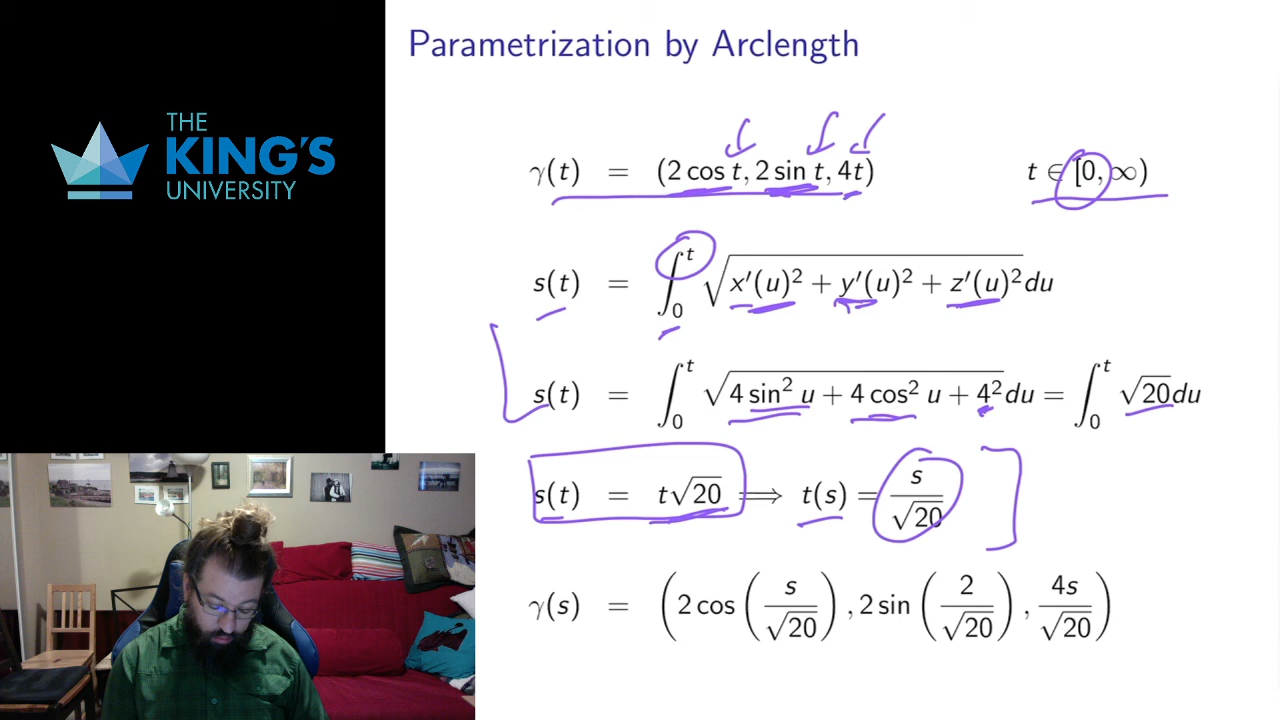 THE
KING'S
UNIVERSITY
Parametrization by Arclength
γ(t) = (2 cos t, 2 sin t, 4t) t ∈ [0, ∞)
s(t) = ∫₀ᵗ √(x′(u)² + y′(u)² + z′(u)²) du
s(t) = ∫₀ᵗ √(4 sin² u + 4 cos² u + 4²) du = ∫₀ᵗ √20 du
s(t) = t√20 ⟹ t(s) = s/√20
γ(s) = (2 cos (s/√20), 2 sin (2/√20), 4s/√20)